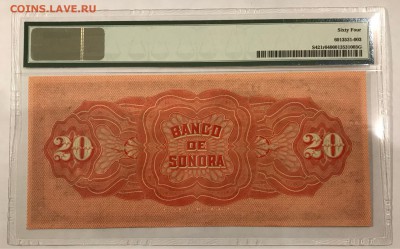 COINS.LAVE.RU
Sixty Four
BANCO
DE
SONORA
20
20